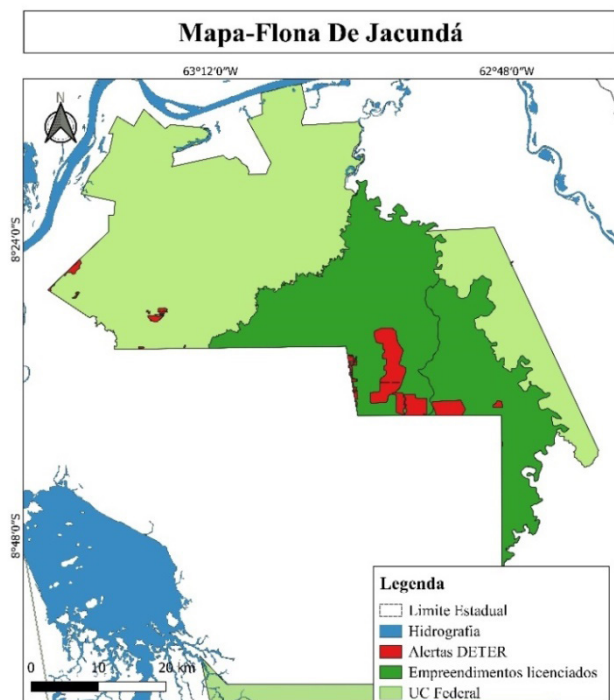 Mapa-Flona De Jacundá
63°12'0"W
62°48'0"W
N
8°24'0"S
8°48'0"S
Legenda
Limite Estadual
Hidrografia
Alertas DETER
Empreendimentos licenciados
UC Federal
0 10 20 km